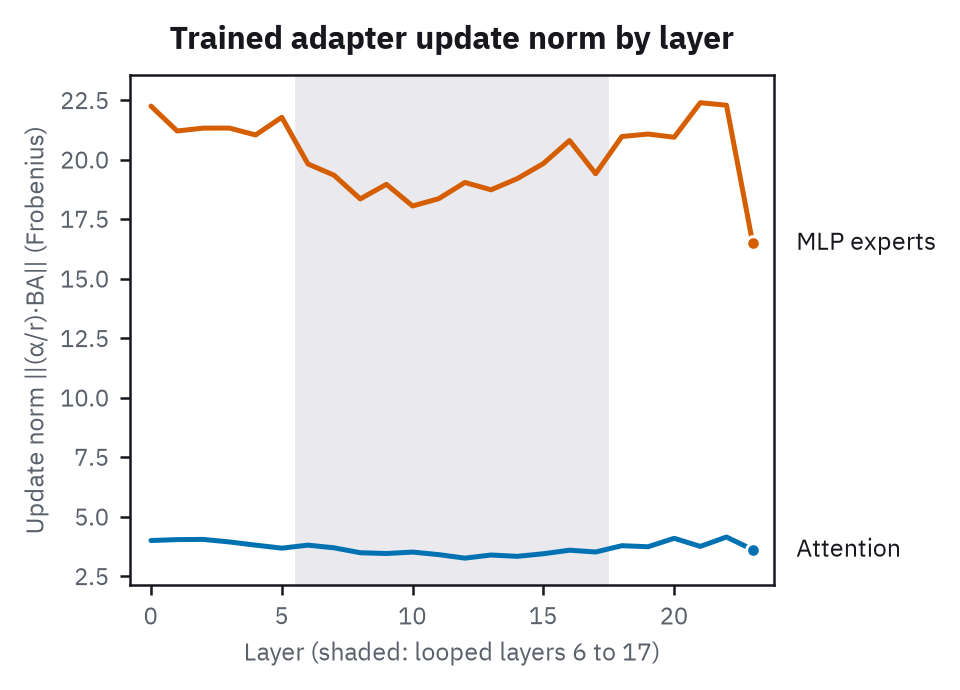 Trained adapter update norm by layer
Update norm ||(α/r)·BA|| (Frobenius)
22.5
20.0
17.5
15.0
12.5
10.0
7.5
5.0
2.5
MLP experts
Attention
0 5 10 15 20
Layer (shaded: looped layers 6 to 17)